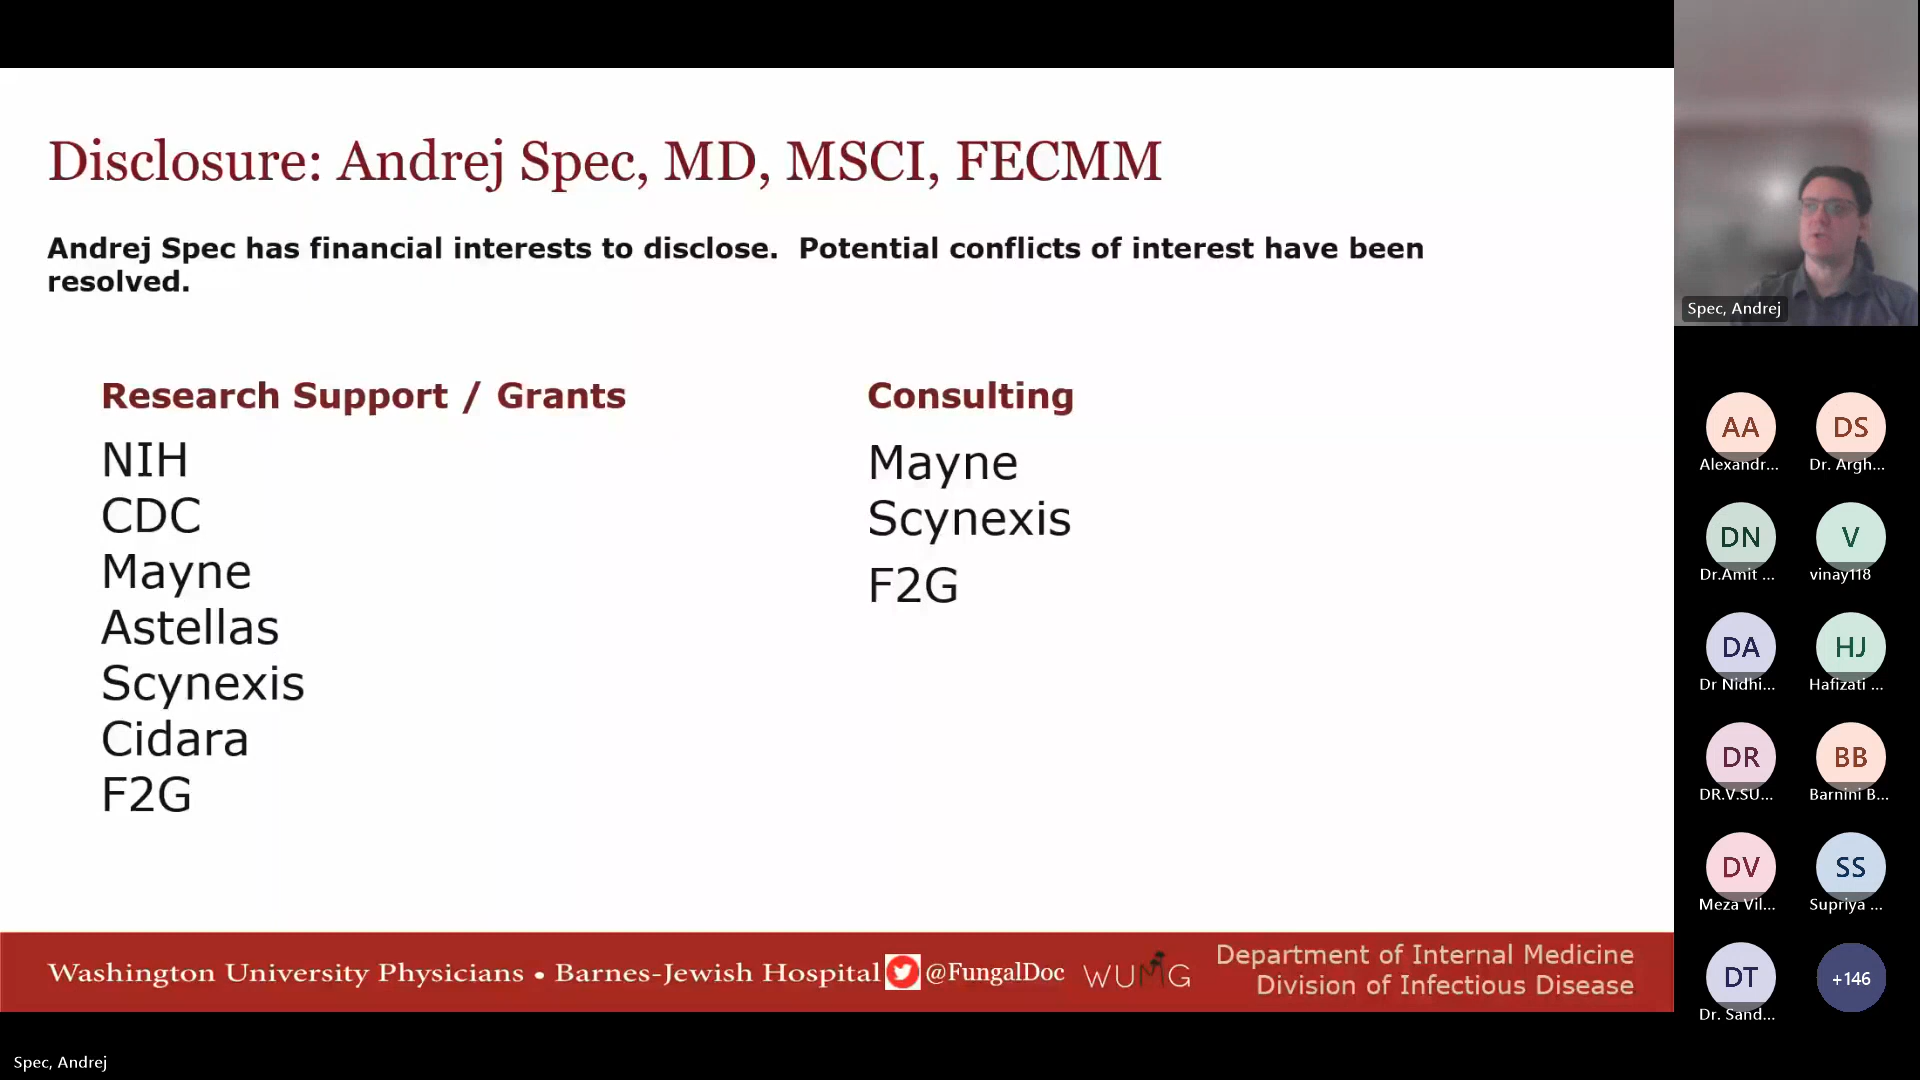 Disclosure: Andrej Spec, MD, MSCI, FECMM
Andrej Spec has financial interests to disclose.  Potential conflicts of interest have been
resolved.
Research Support / Grants
NIH
CDC
Mayne
Astellas
Scynexis
Cidara
F2G
Consulting
Mayne
Scynexis
F2G
Washington University Physicians • Barnes-Jewish Hospital @FungalDoc WUMG
Department of Internal Medicine
Division of Infectious Disease
Spec, Andrej
Spec, Andrej
AA
Alexandr...
DS
Dr. Argh...
DN
Dr.Amit ...
V
vinay118
DA
Dr Nidhi...
HJ
Hafizati ...
DR
DR.V.SU...
BB
Barnini B...
DV
Meza Vil...
SS
Supriya ...
DT
Dr. Sand...
+146